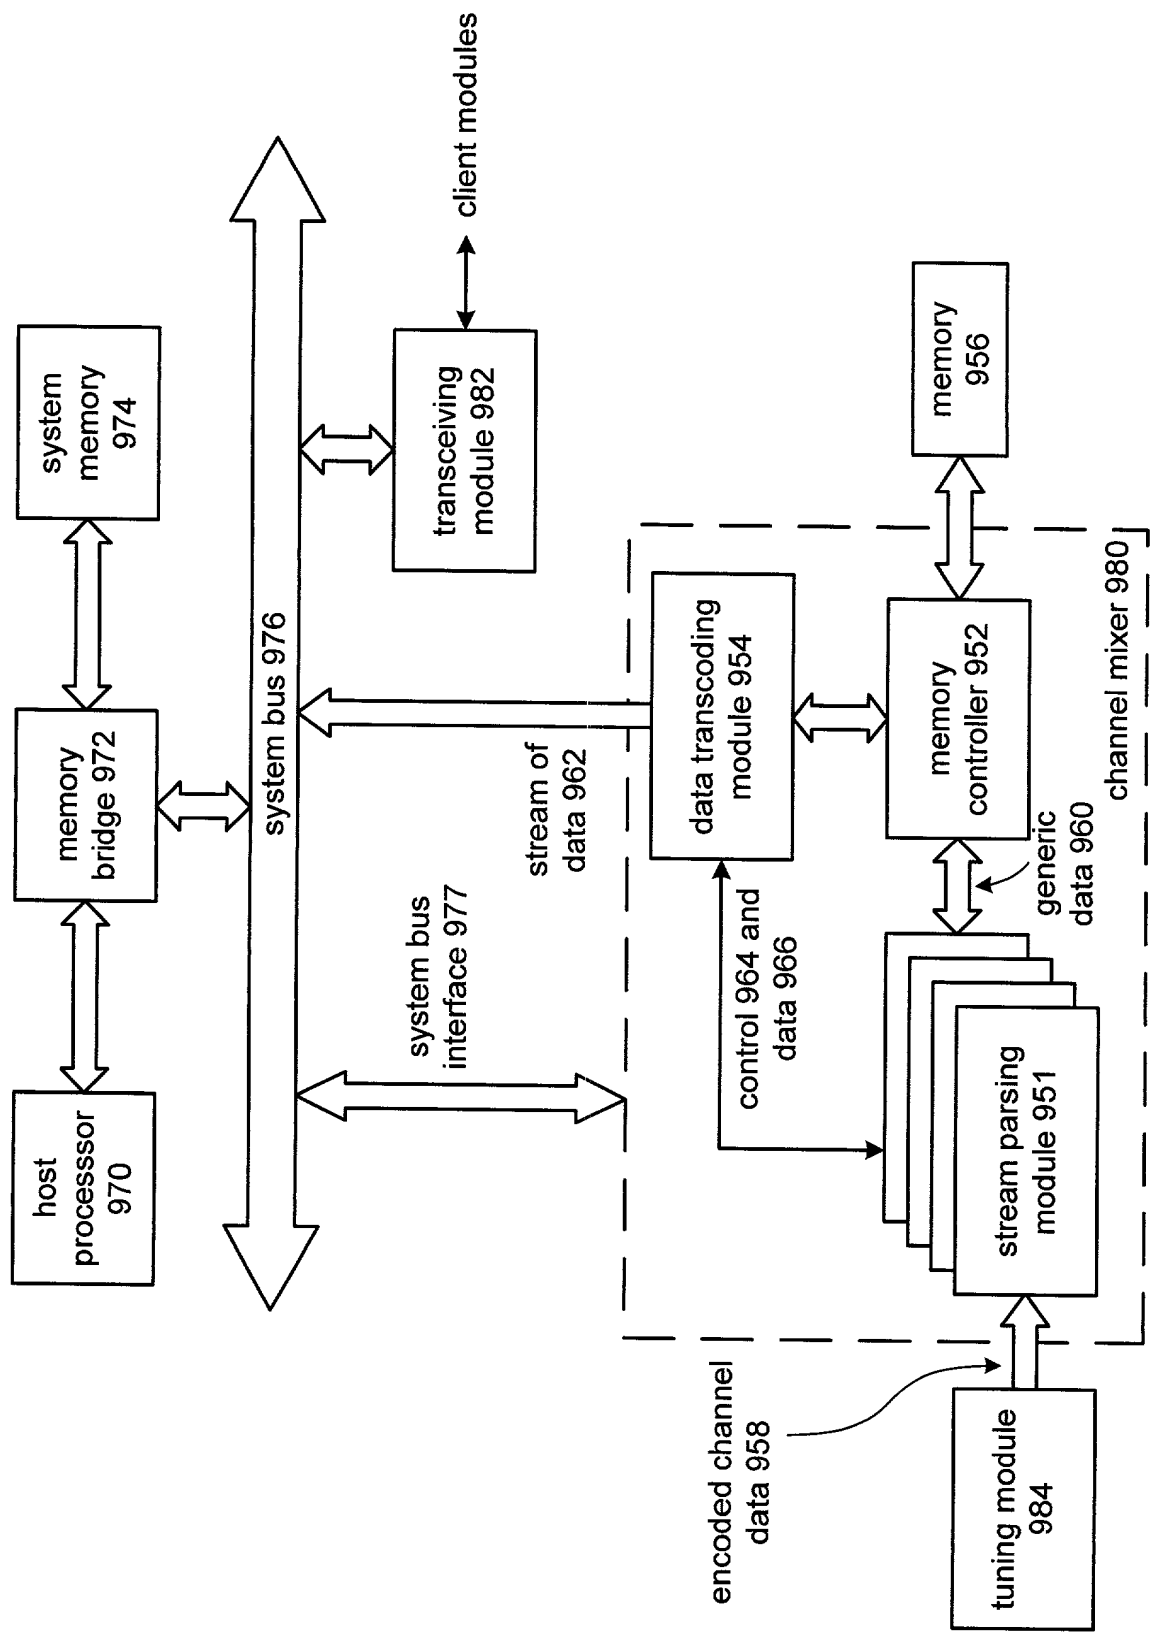 host
processsor
970
memory
bridge 972
system
memory
974
system bus 976
system bus
interface 977
stream of
data 962
transceiving
module 982
client modules
data transcoding
module 954
control 964 and
data 966
encoded channel
data 958
tuning module
984
stream parsing
module 951
generic
data 960
memory
controller 952
memory
956
channel mixer 980